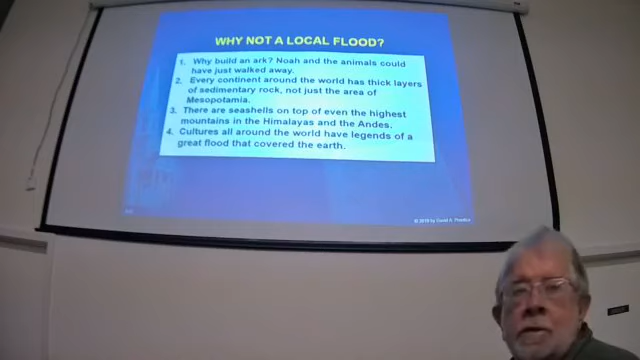 WHY NOT A LOCAL FLOOD?
1. Why build an ark? Noah and the animals could
have just walked away.
2. Every continent around the world has thick layers
of sedimentary rock, not just the area of
Mesopotamia.
3. There are seashells on top of even the highest
mountains in the Himalayas and the Andes.
4. Cultures all around the world have legends of a
great flood that covered the earth.
by David A.